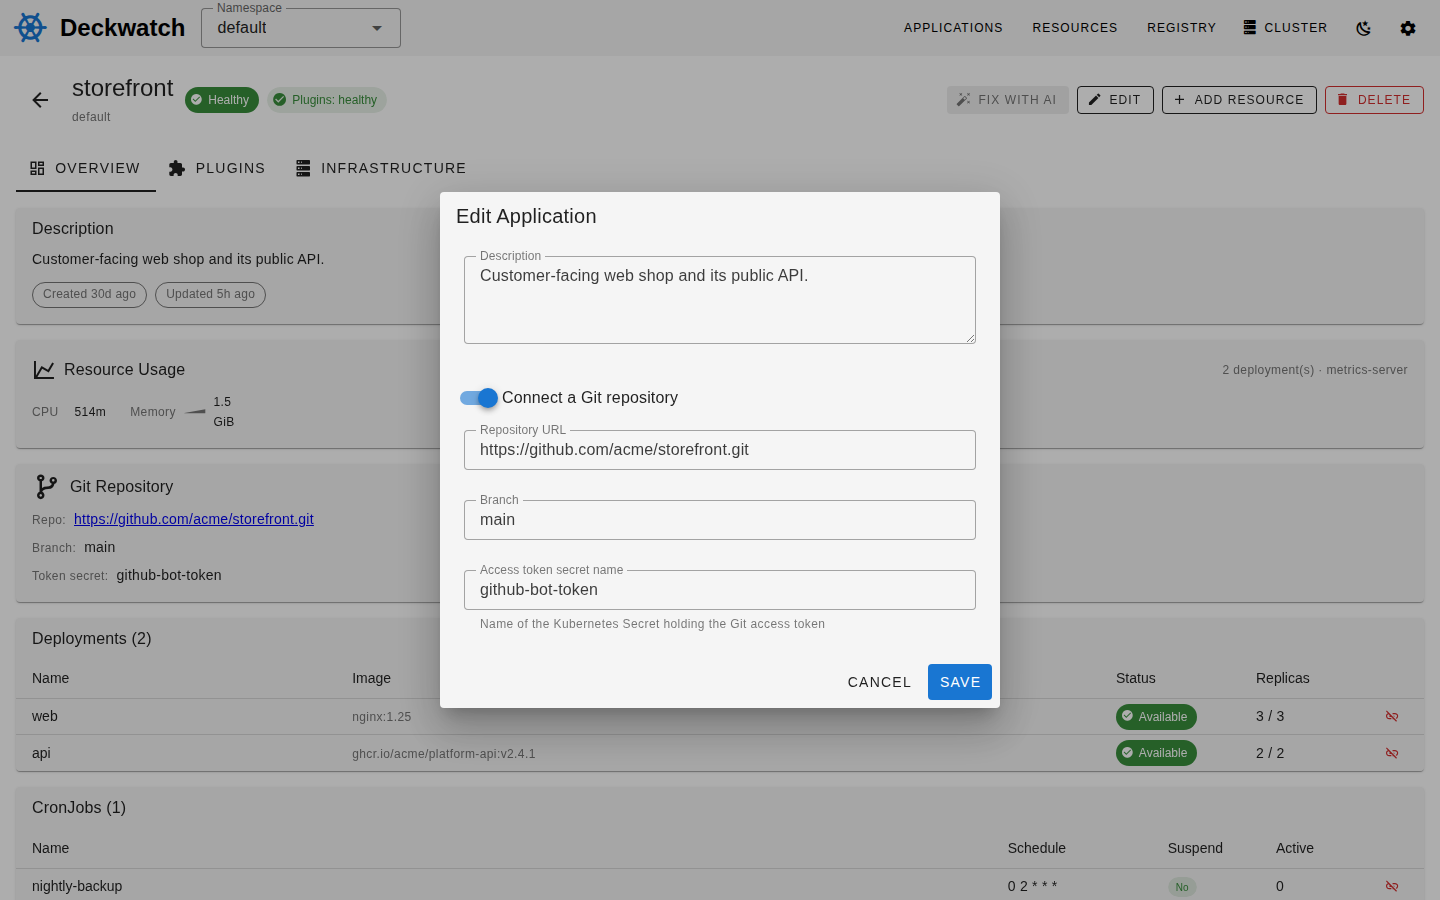 Deckwatch
Namespace
default
APPLICATIONS RESOURCES REGISTRY CLUSTER
storefront
default
Healthy
Plugins: healthy
FIX WITH AI
EDIT
ADD RESOURCE
DELETE
OVERVIEW PLUGINS INFRASTRUCTURE
Description
Customer-facing web shop and its public API.
Created 30d ago
Updated 5h ago
Resource Usage
2 deployment(s) · metrics-server
CPU 514m Memory 1.5
GiB
Git Repository
Repo: https://github.com/acme/storefront.git
Branch: main
Token secret: github-bot-token
Edit Application
Description
Customer-facing web shop and its public API.
Connect a Git repository
Repository URL
https://github.com/acme/storefront.git
Branch
main
Access token secret name
github-bot-token
Name of the Kubernetes Secret holding the Git access token
CANCEL SAVE
Deployments (2)
Name Image Status Replicas
web nginx:1.25 Available 3 / 3
api ghcr.io/acme/platform-api:v2.4.1 Available 2 / 2
CronJobs (1)
Name Schedule Suspend Active
nightly-backup 0 2 * * * No 0